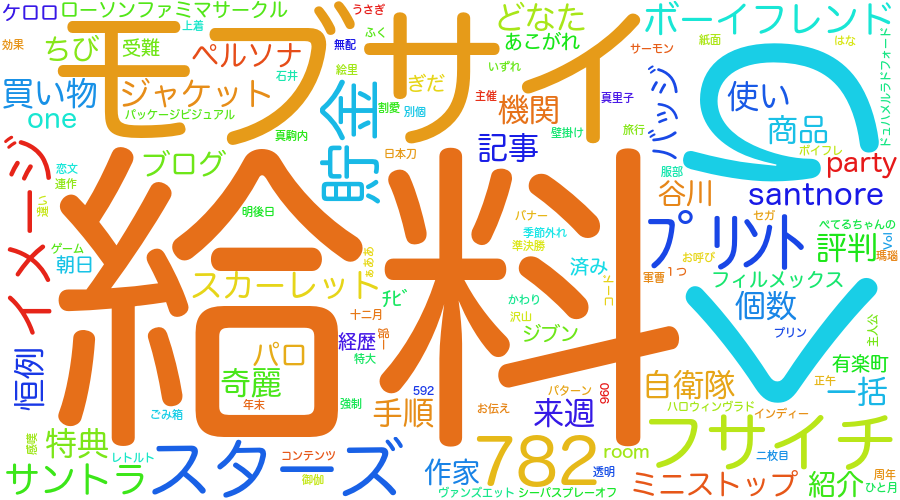 ケロロ
ローソンファミマサークル
うさぎ
どなた
ボーイフレンド
効果
上着
モブサイ
ちび
受難
ペルソナ
無配
ふく
あこがれ
サーモン
紙面
はな
石井
絵里
いずれ
買い物
ジャケット
貯金
ぎだ
主催
真里子
ジブン
使い
one
パッケージビジュアル
割愛
別個
機関
旅行
商品
ドュハメルラドフォード
真駒内
壁掛け
ボイフレ
イメージ
恋文
連作
ブログ
日本刀
記事
服部
party
違い
給料
明後日
バナー
谷川
santnore
季節外れ
セガ
ぺてるちゃんの
ゲーム
準決勝
プリント
評判
Vol
瑪瑙
朝日
ああぁ
済み
お呼び
スカーレット
軍曹
1つ
コード
フィルメックス
ﾁﾋﾞ
かわり
沢山
個数
十二月
ジブン
プリン
主人公
経歴
恒例
パロ
特大
有楽町
奇麗
592
パターン
960
自衛隊
正午
一括
ごみ箱
年末
強制
手順
お伝え
来週
ハロウィンヴラド
インディー
感嘆
特典
782
フサイチ
レトルト
スターズ
コンテンツ
room
二枚目
サントラ
御伽
作家
透明
ミニストップ
紹介
周年
ヴァンズエット
シーパスプレーオフ
ひと月